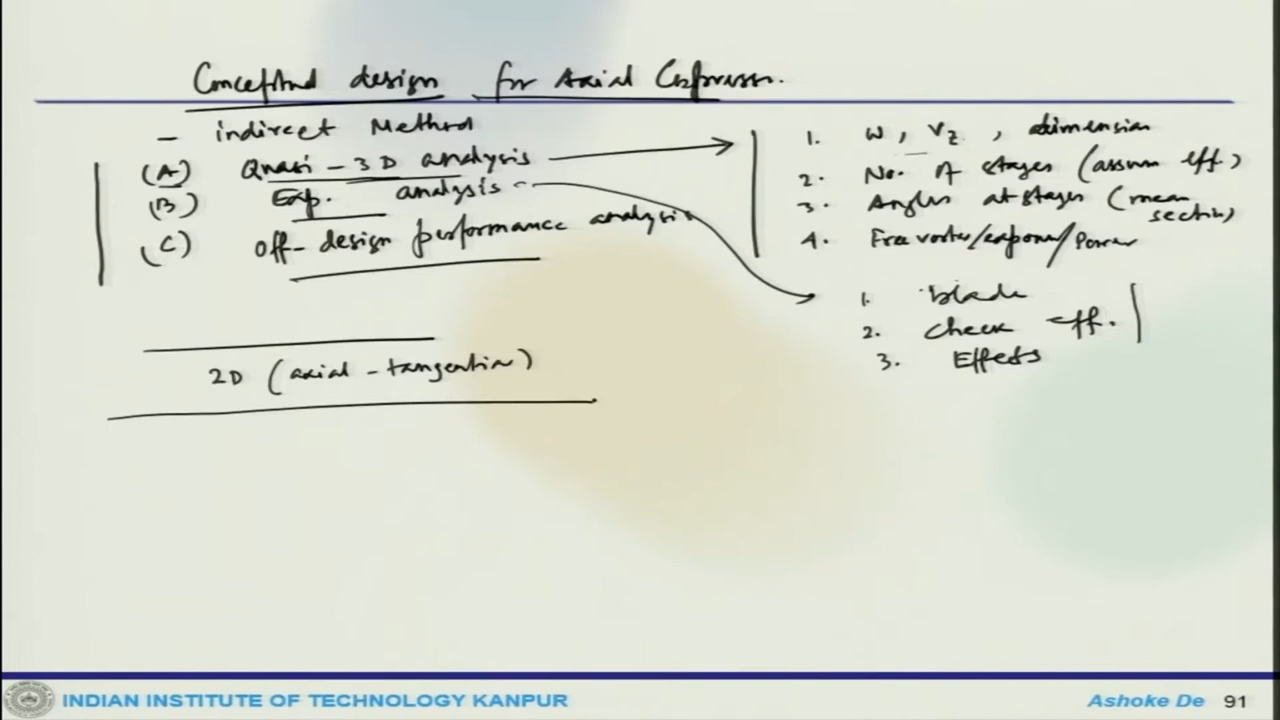 Conceptual design for Axial Compressor.
- indirect Method
(A) Quasi - 3D analysis
(B) Exp. analysis
(C) Off-design performance analysis
1. W, Vz, dimension
2. No. of stages (assum eff)
3. Angles at stages (mean section)
4. Free vortex/expone/Power
1. blade
2. Check eff.
3. Effects
2D (axial - tangential)
INDIAN INSTITUTE OF TECHNOLOGY KANPUR
Ashoke De 91